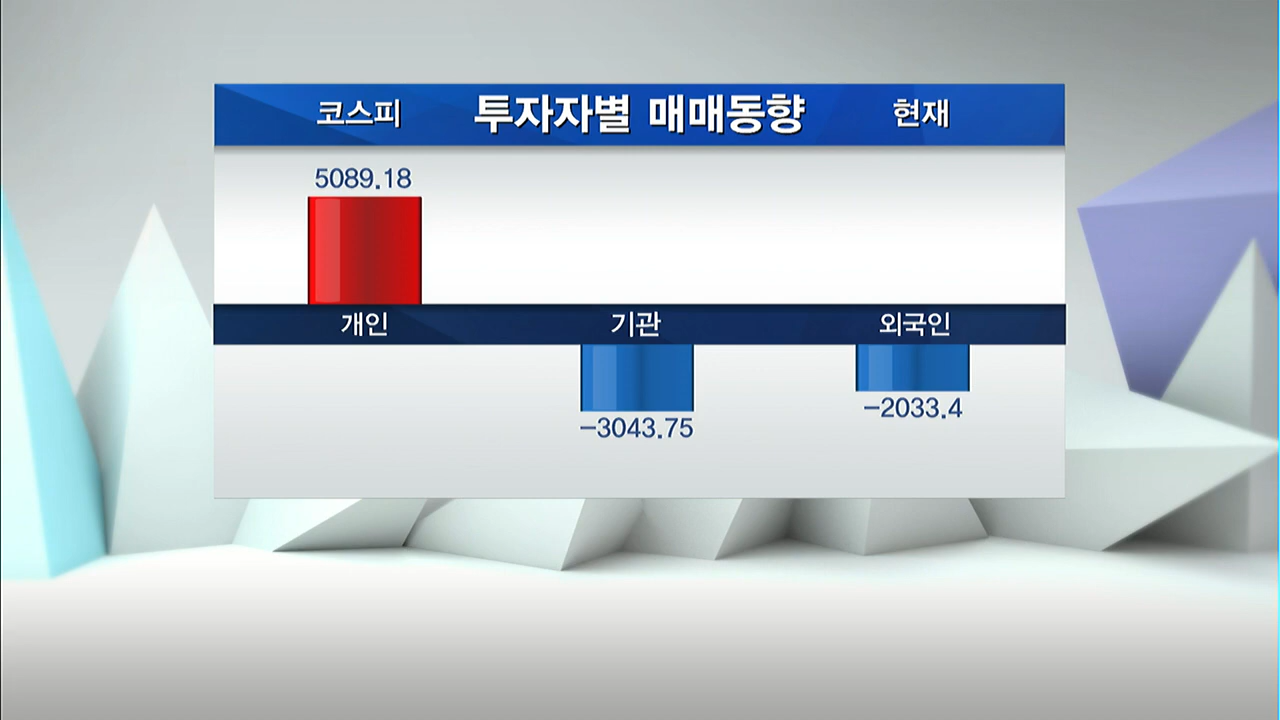 코스피 투자자별 매매동향 현재
5089.18
개인 기관 외국인
-3043.75
-2033.4